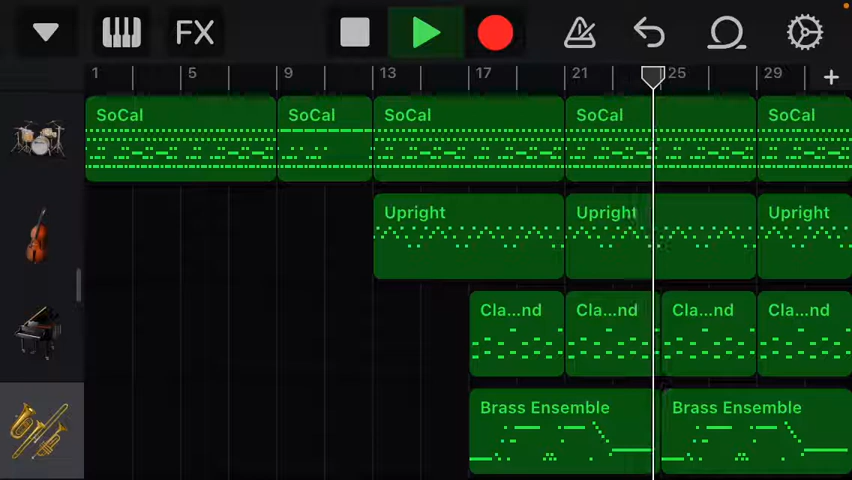 FX
1 5 9 13 17 21 25 29 +
SoCal SoCal SoCal SoCal SoCal
Upright Upright Upright
Cla...nd Cla...nd Cla...nd Cla...nd
Brass Ensemble Brass Ensemble